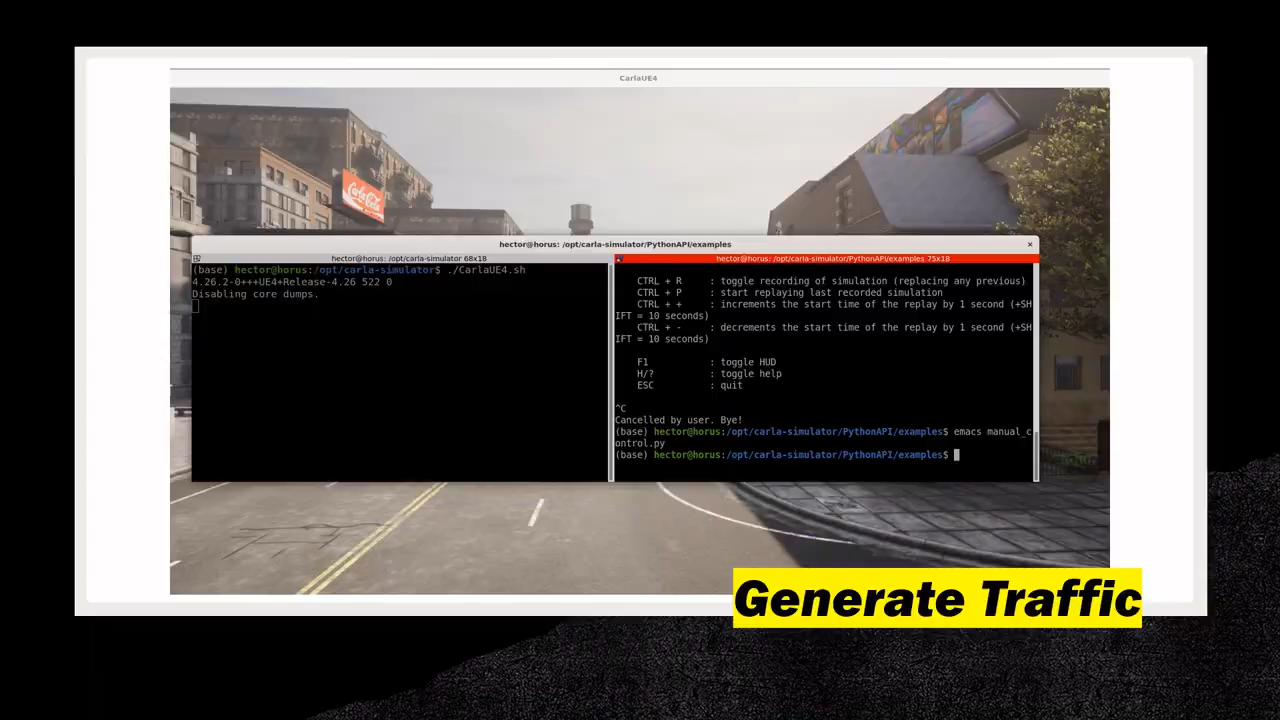 CarlaUE4
Carla Cola
hector@horus: /opt/carla-simulator/PythonAPI/examples
hector@horus: /opt/carla-simulator 68x18
(base) hector@horus:/opt/carla-simulator$ ./CarlaUE4.sh
4.26.2-0+++UE4+Release-4.26 522 0
Disabling core dumps.
hector@horus: /opt/carla-simulator/PythonAPI/examples 75x18
CTRL + R : toggle recording of simulation (replacing any previous)
CTRL + P : start replaying last recorded simulation
CTRL + + : increments the start time of the replay by 1 second (+SH
IFT = 10 seconds)
CTRL + - : decrements the start time of the replay by 1 second (+SH
IFT = 10 seconds)
F1 : toggle HUD
H/? : toggle help
ESC : quit
^C
Cancelled by user. Bye!
(base) hector@horus:/opt/carla-simulator/PythonAPI/examples$ emacs manual_c
ontrol.py
(base) hector@horus:/opt/carla-simulator/PythonAPI/examples$
Generate Traffic